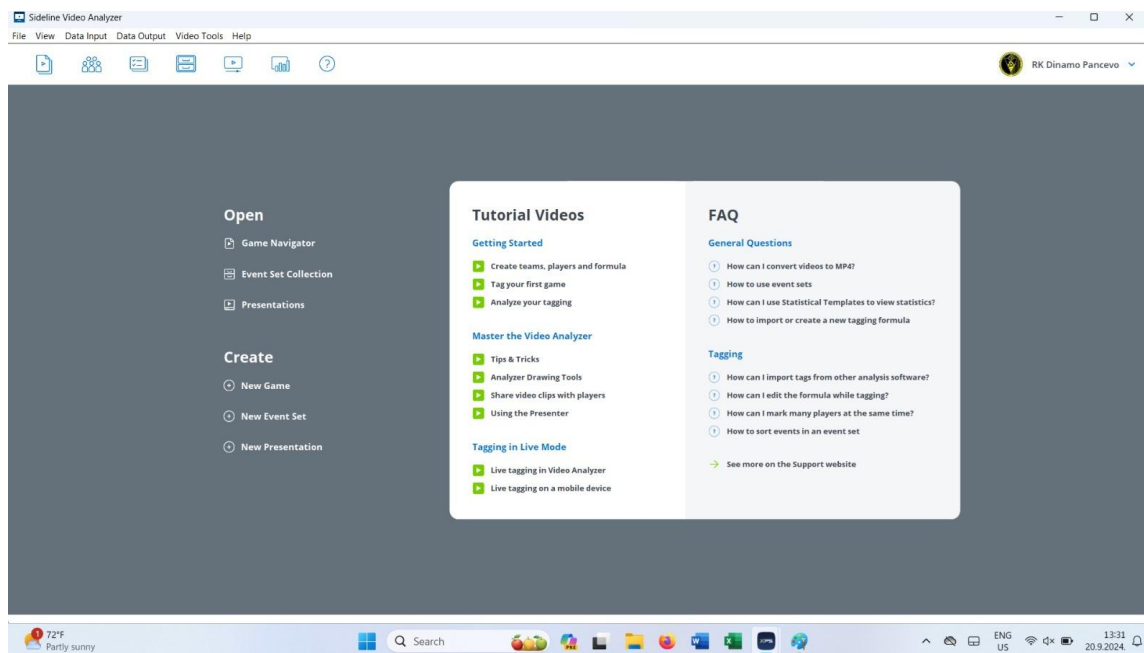 Sideline Video Analyzer
File View Data Input Data Output Video Tools Help
RK Dinamo Pancevo
Open
Game Navigator
Event Set Collection
Presentations
Create
New Game
New Event Set
New Presentation
Tutorial Videos
Getting Started
Create teams, players and formula
Tag your first game
Analyze your tagging
Master the Video Analyzer
Tips & Tricks
Analyzer Drawing Tools
Share video clips with players
Using the Presenter
Tagging in Live Mode
Live tagging in Video Analyzer
Live tagging on a mobile device
FAQ
General Questions
How can I convert videos to MP4?
How to use event sets
How can I use Statistical Templates to view statistics?
How to import or create a new tagging formula
Tagging
How can I import tags from other analysis software?
How can I edit the formula while tagging?
How can I mark many players at the same time?
How to sort events in an event set
See more on the Support website
1
72°F
Partly sunny
Search
PRE
ENG
US
13:31
20.9.2024.